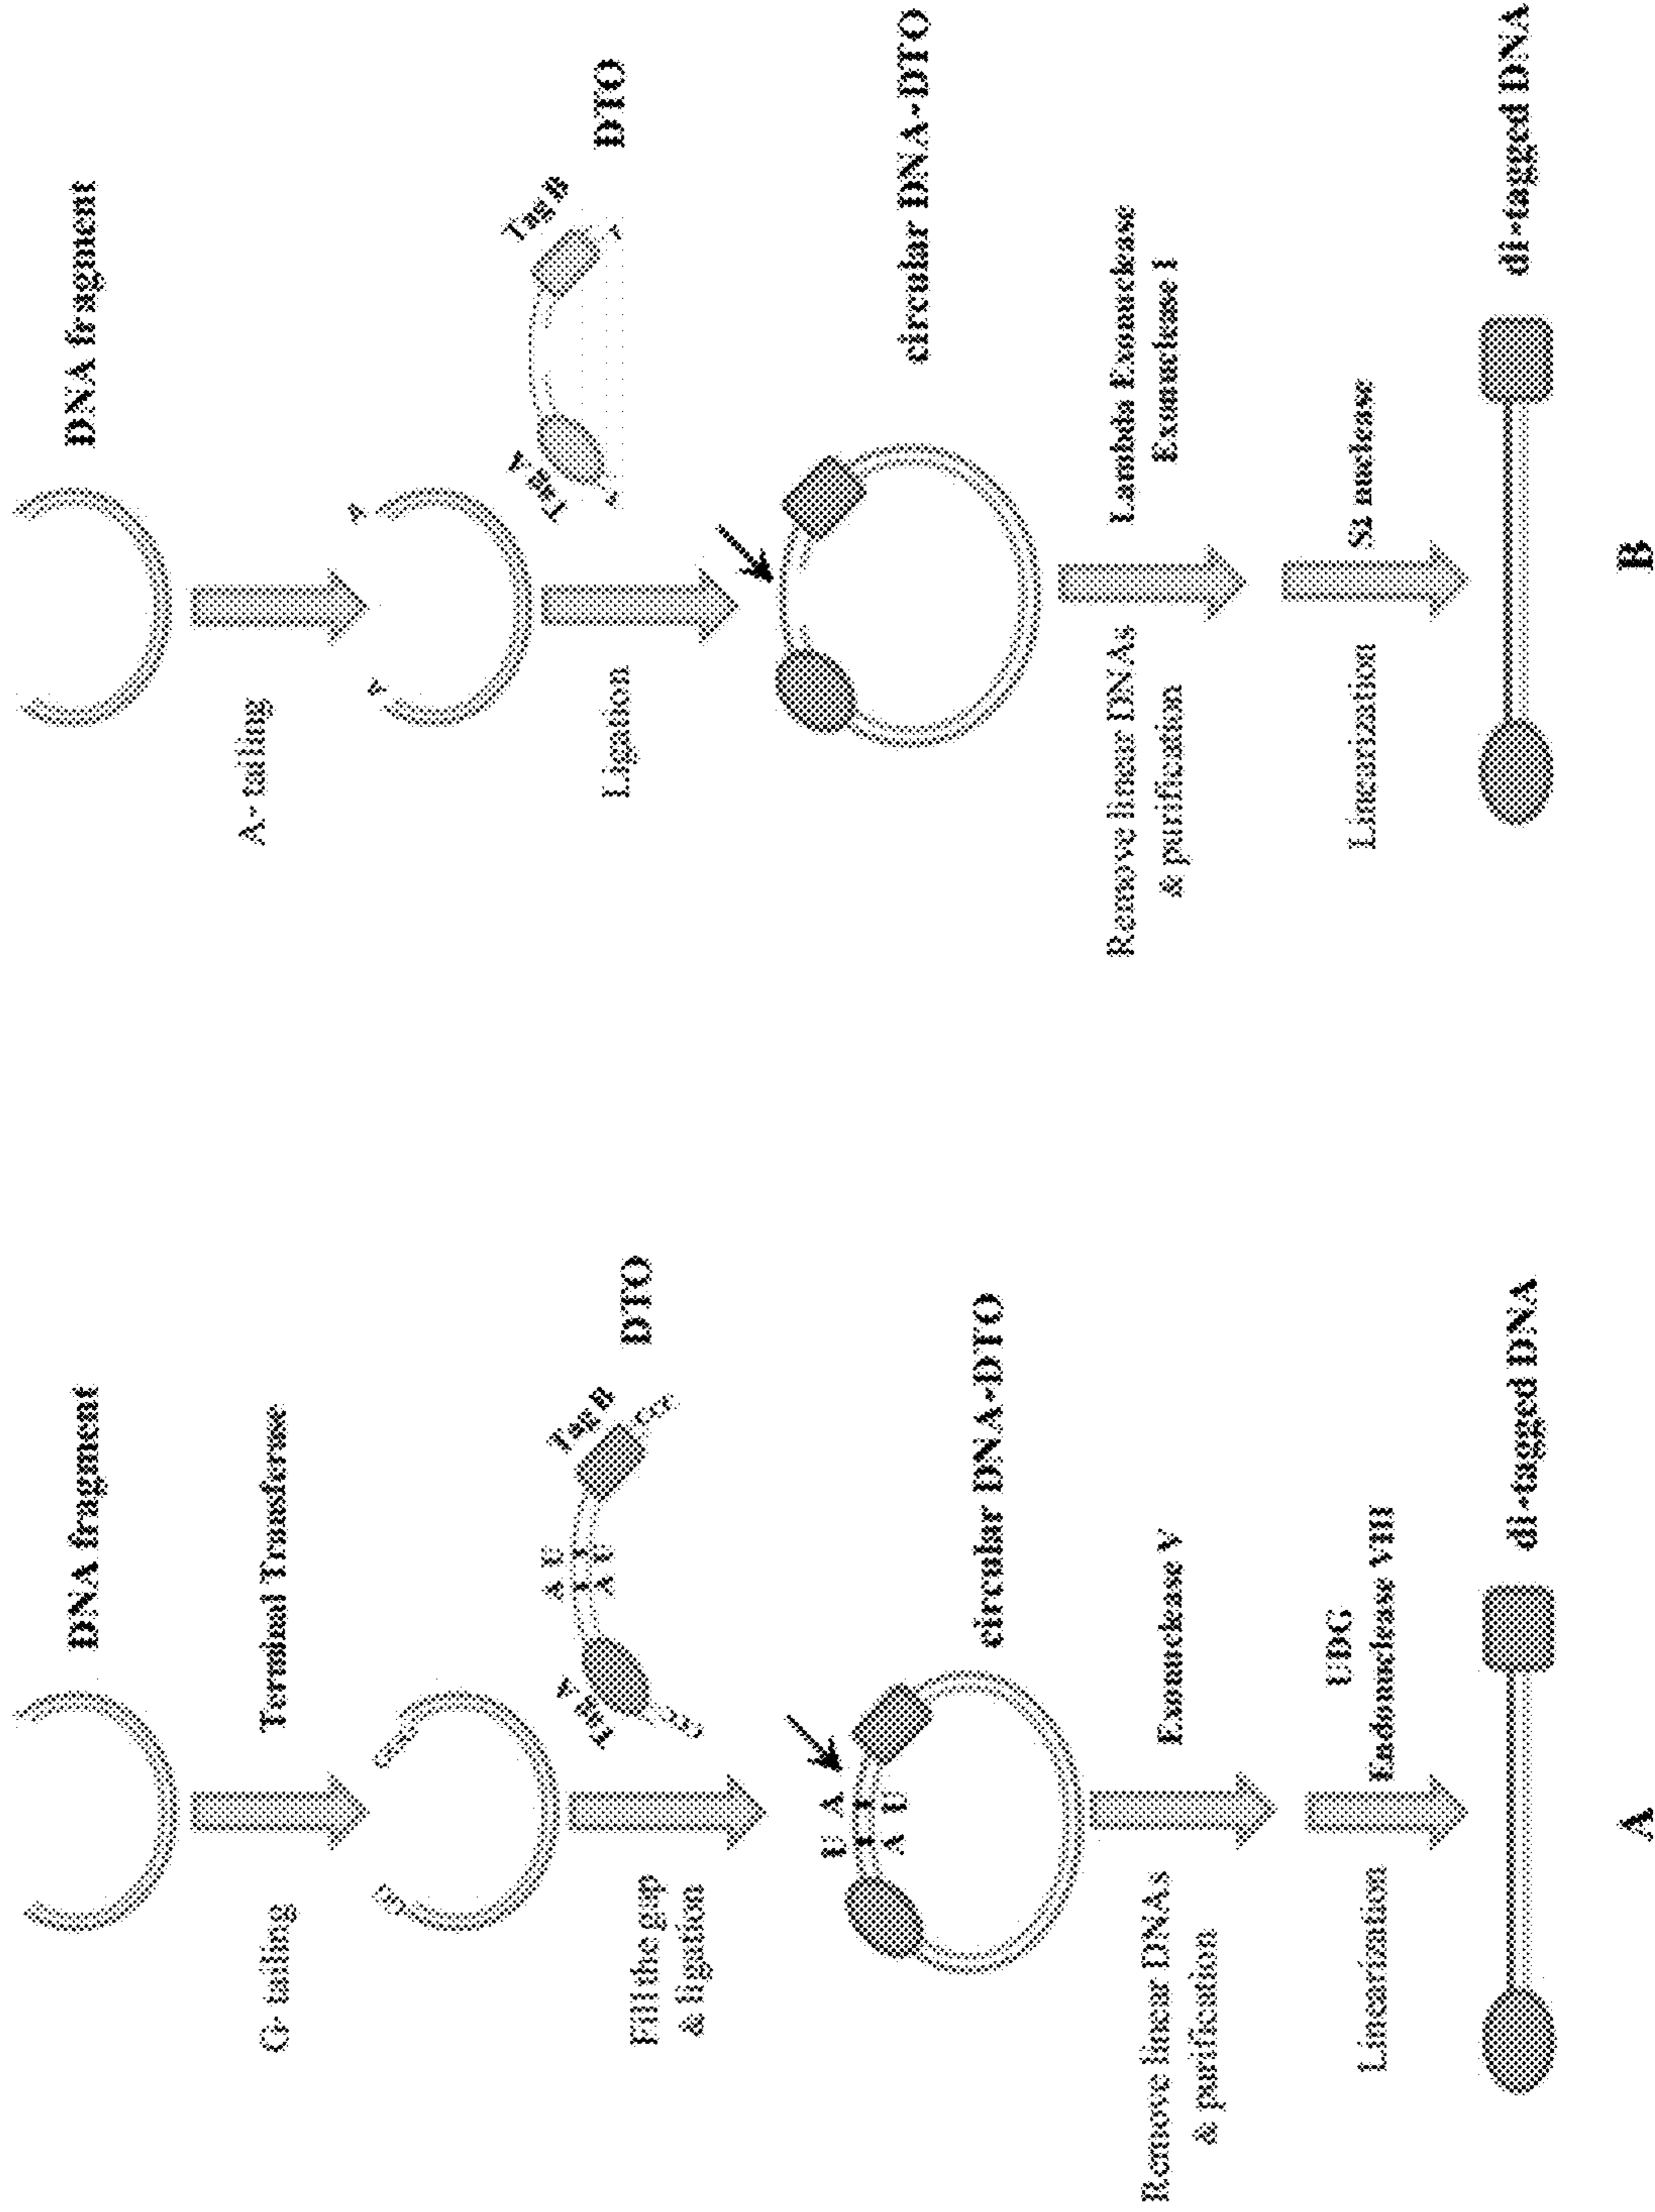 DNA fragment
G- tailing
Terminal Transferase
Tag A
Tag B
CCC
A U
T T
A U
DTO
Fill the gap
& ligation
U A
T T
A U
circular DNA-DTO
Remove linear DNAs
& purification
Exonuclease V
Linearization
UDG
Endonuclease VIII
di-tagged DNA
A
DNA fragment
A- tailing
A
A
Ligation
Tag A
Tag B
T
DTO
circular DNA-DTO
Remove linear DNAs
& purification
Lambda Exonuclease
Exonuclease I
Linearization
S1 nuclease
di-tagged DNA
B